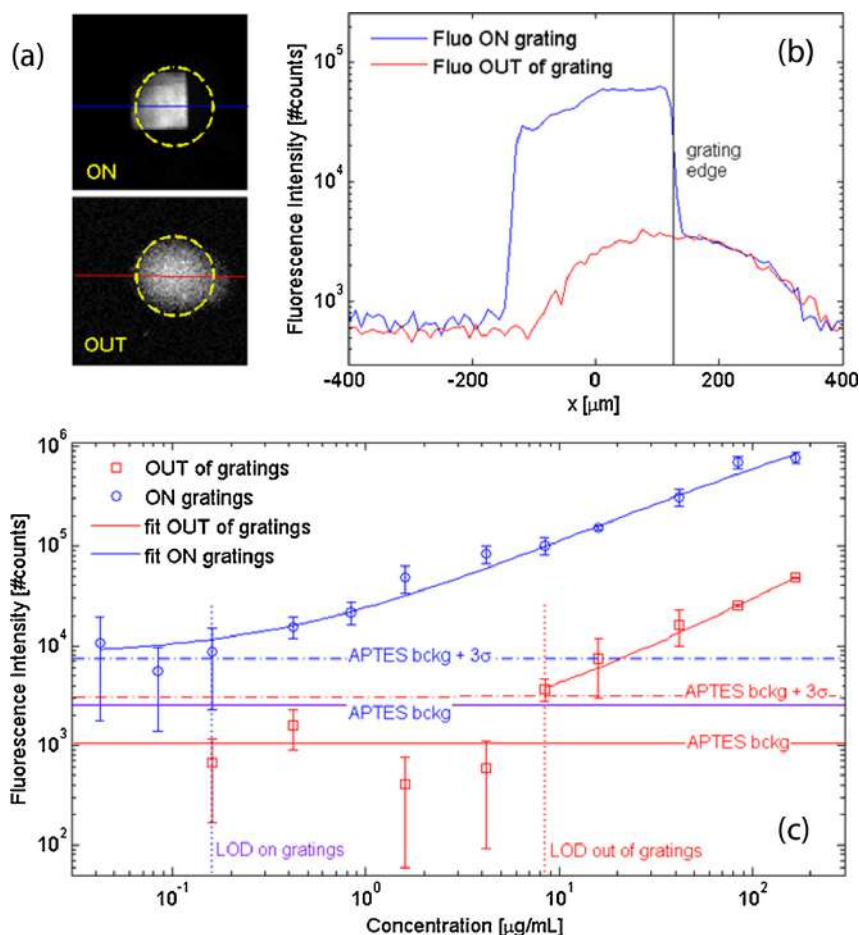 (a)
ON
OUT
(b)
Fluo ON grating
Fluo OUT of grating
grating
edge
Fluorescence Intensity [#counts]
10^5
10^4
10^3
-400 -200 0 200 400
x [μm]
(c)
OUT of gratings
ON gratings
fit OUT of gratings
fit ON gratings
Fluorescence Intensity [#counts]
10^6
10^5
10^4
10^3
10^2
APTES bckg + 3σ
APTES bckg + 3σ
APTES bckg
APTES bckg
LOD on gratings
LOD out of gratings
10^-1 10^0 10^1 10^2
Concentration [μg/mL]